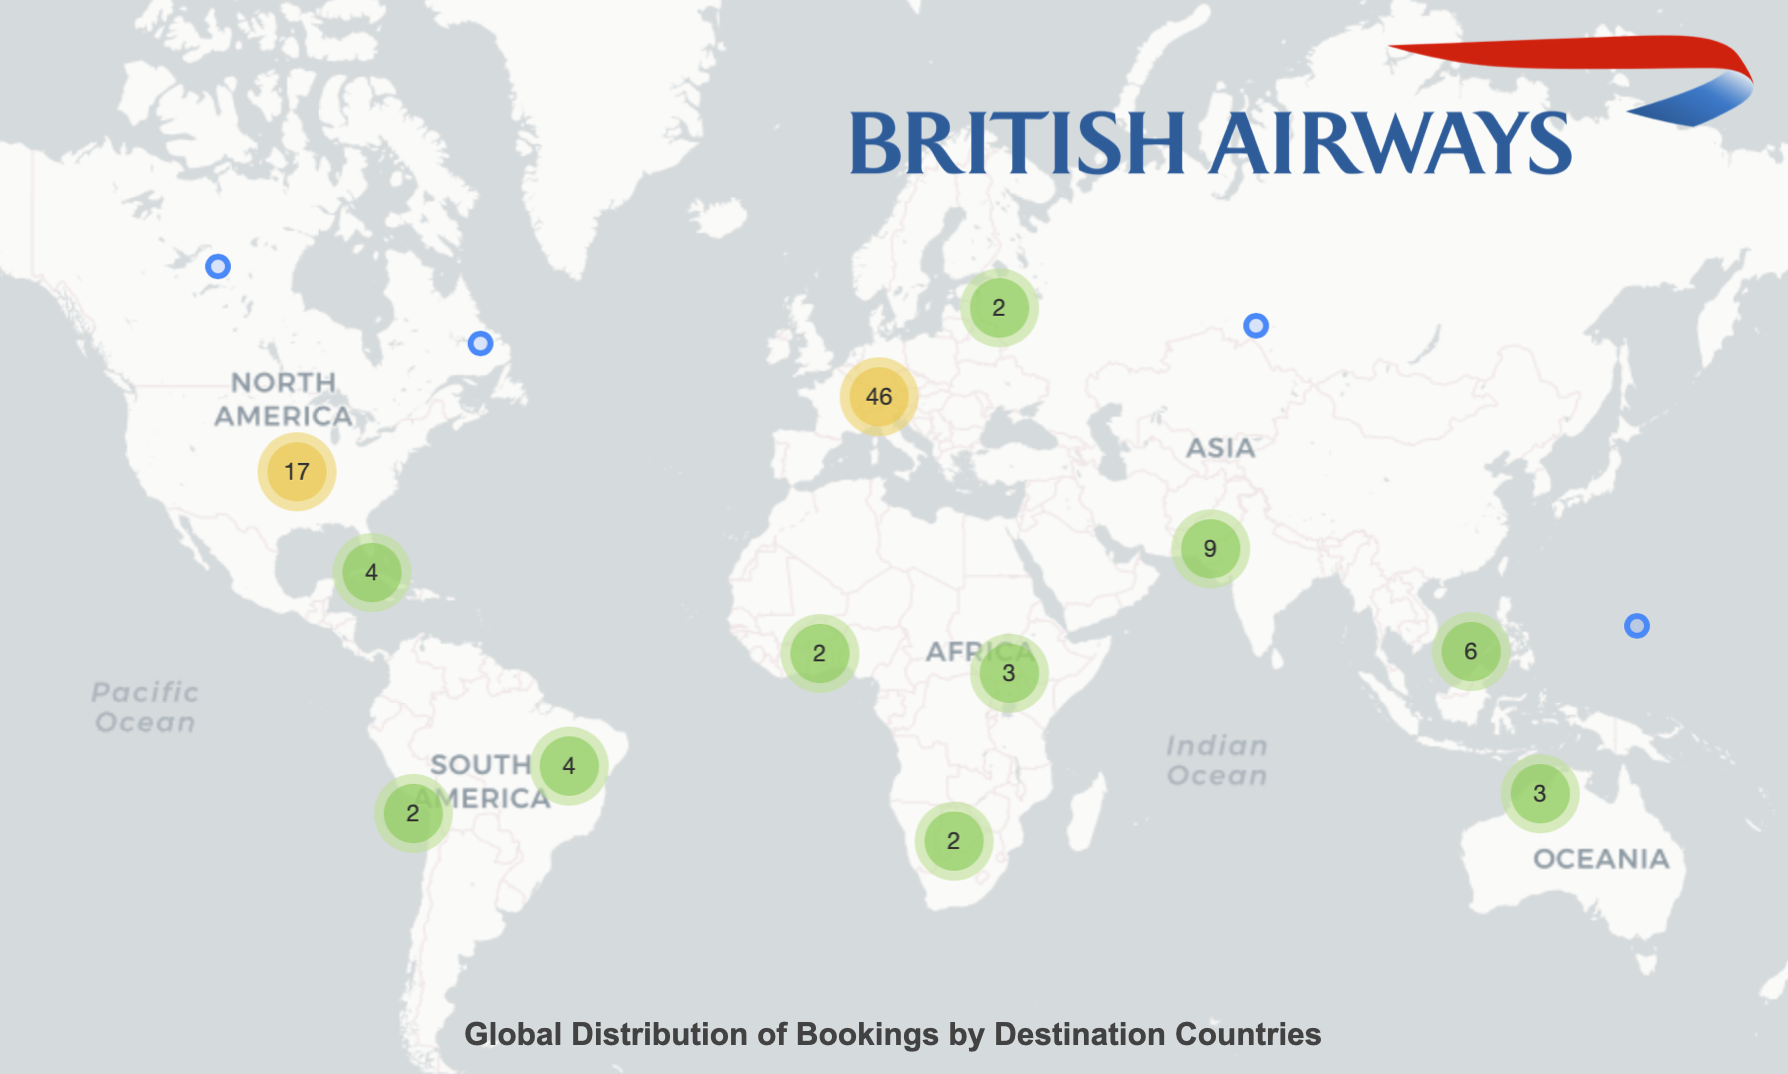 BRITISH AIRWAYS
2
NORTH
AMERICA
46
17
ASIA
4
9
2
AFRICA
3
6
Pacific
Ocean
SOUTH
AMERICA
4
2
Indian
Ocean
2
3
OCEANIA
Global Distribution of Bookings by Destination Countries